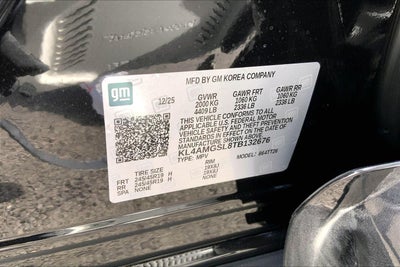 gm
MFD BY GM KOREA COMPANY
12/25 GVWR GAWR FRT GAWR RR
2000 KG 1060 KG 1060 KG
4409 LB 2336 LB 2336 LB
THIS VEHICLE CONFORMS TO ALL
APPLICABLE U.S. FEDERAL MOTOR
VEHICLE SAFETY AND THEFT PREVENTION
STANDARDS IN EFFECT ON THE DATE OF
MANUFACTURE SHOWN ABOVE.
KL4AMGSL8TB132676
TYPE: MPV MODEL:
TIRE SIZE RIM
FRT 245/45R19 H 19X8J
RR 245/45R19 H 19X8J
SPA NONE NONE